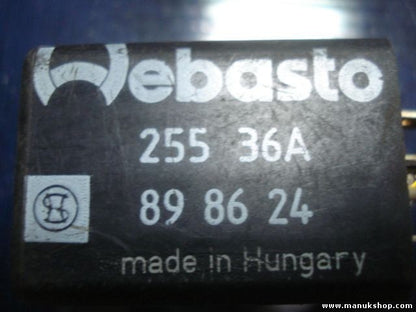 Webasto
255 36A
89 86 24
made in Hungary
www.manukshop.com